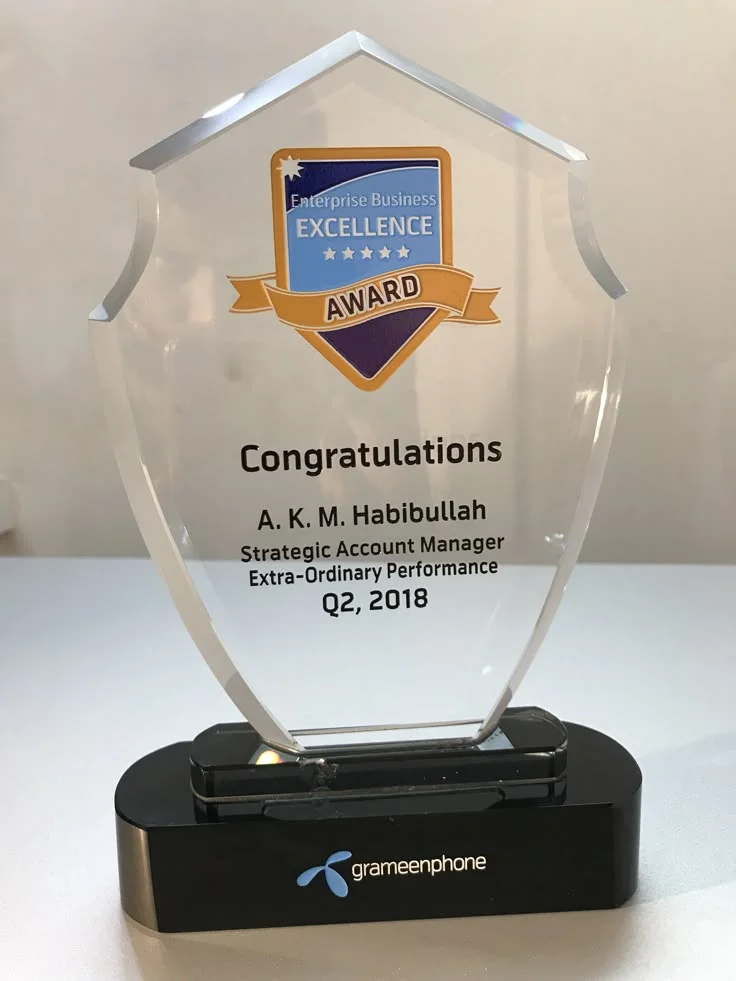 Enterprise Business
EXCELLENCE
AWARD
Congratulations
A. K. M. Habibullah
Strategic Account Manager
Extra-Ordinary Performance
Q2, 2018
grameenphone